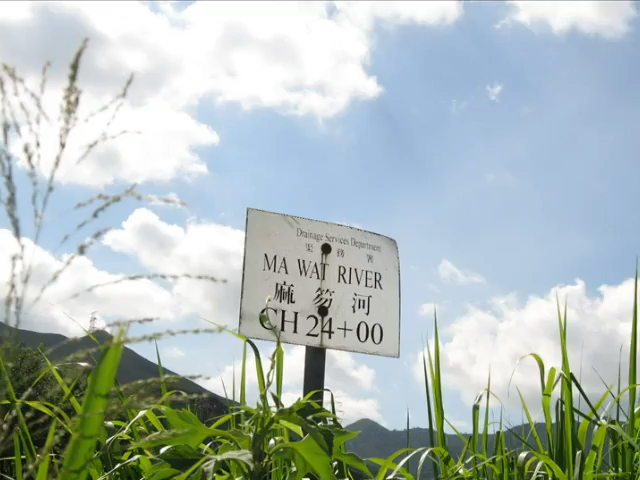 Drainage Services Department
渠務署
MA WAT RIVER
麻笏河
CH 24+00